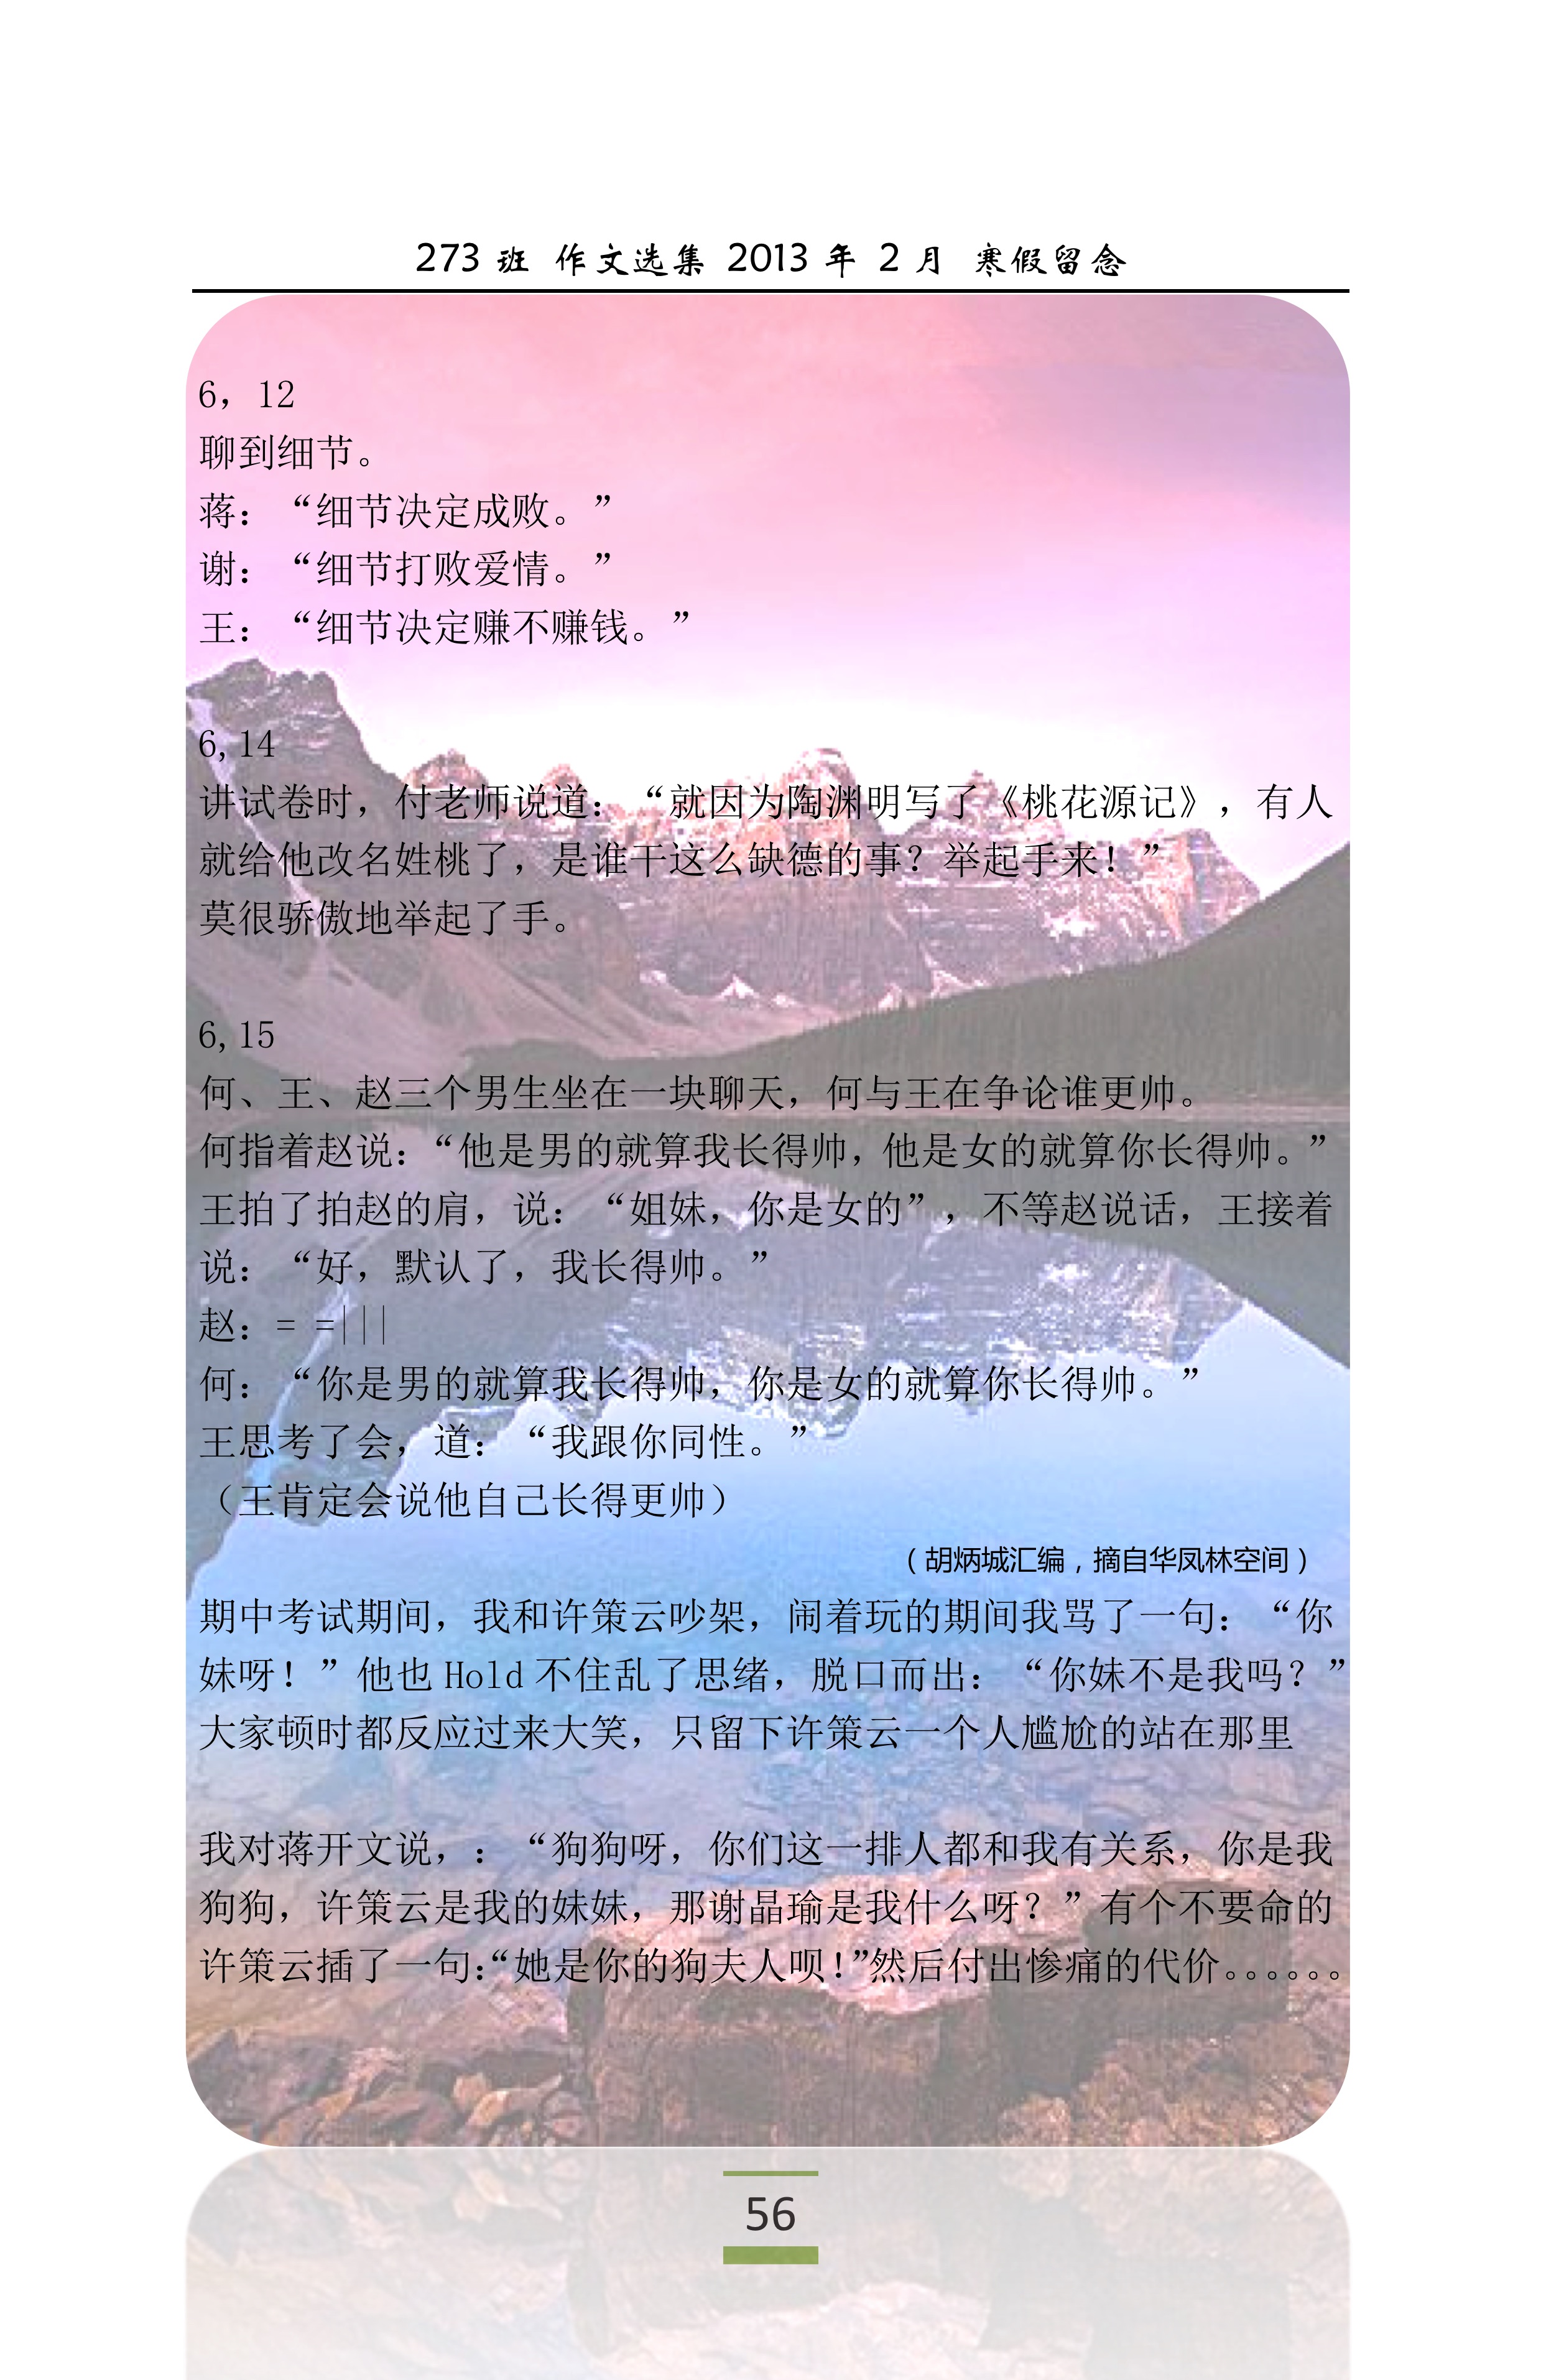 273 班 作文选集 2013 年 2 月 寒假留念
6，12
聊到细节。
蒋：“细节决定成败。”
谢：“细节打败爱情。”
王：“细节决定赚不赚钱。”
6,14
讲试卷时，付老师说道：“就因为陶渊明写了《桃花源记》，有人
就给他改名姓桃了，是谁干这么缺德的事？举起手来！”
莫很骄傲地举起了手。
6,15
何、王、赵三个男生坐在一块聊天，何与王在争论谁更帅。
何指着赵说：“他是男的就算我长得帅，他是女的就算你长得帅。”
王拍了拍赵的肩，说：“姐妹，你是女的”，不等赵说话，王接着
说：“好，默认了，我长得帅。”
赵：= =|||
何：“你是男的就算我长得帅，你是女的就算你长得帅。”
王思考了会，道：“我跟你同性。”
（王肯定会说他自己长得更帅）
（胡炳城汇编，摘自华凤林空间）
期中考试期间，我和许策云吵架，闹着玩的期间我骂了一句：“你
妹呀！”他也 Hold 不住乱了思绪，脱口而出：“你妹不是我吗？”
大家顿时都反应过来大笑，只留下许策云一个人尴尬的站在那里
我对蒋开文说，：“狗狗呀，你们这一排人都和我有关系，你是我
狗狗，许策云是我的妹妹，那谢晶瑜是我什么呀？”有个不要命的
许策云插了一句：“她是你的狗夫人呗！”然后付出惨痛的代价。。。。。。
56